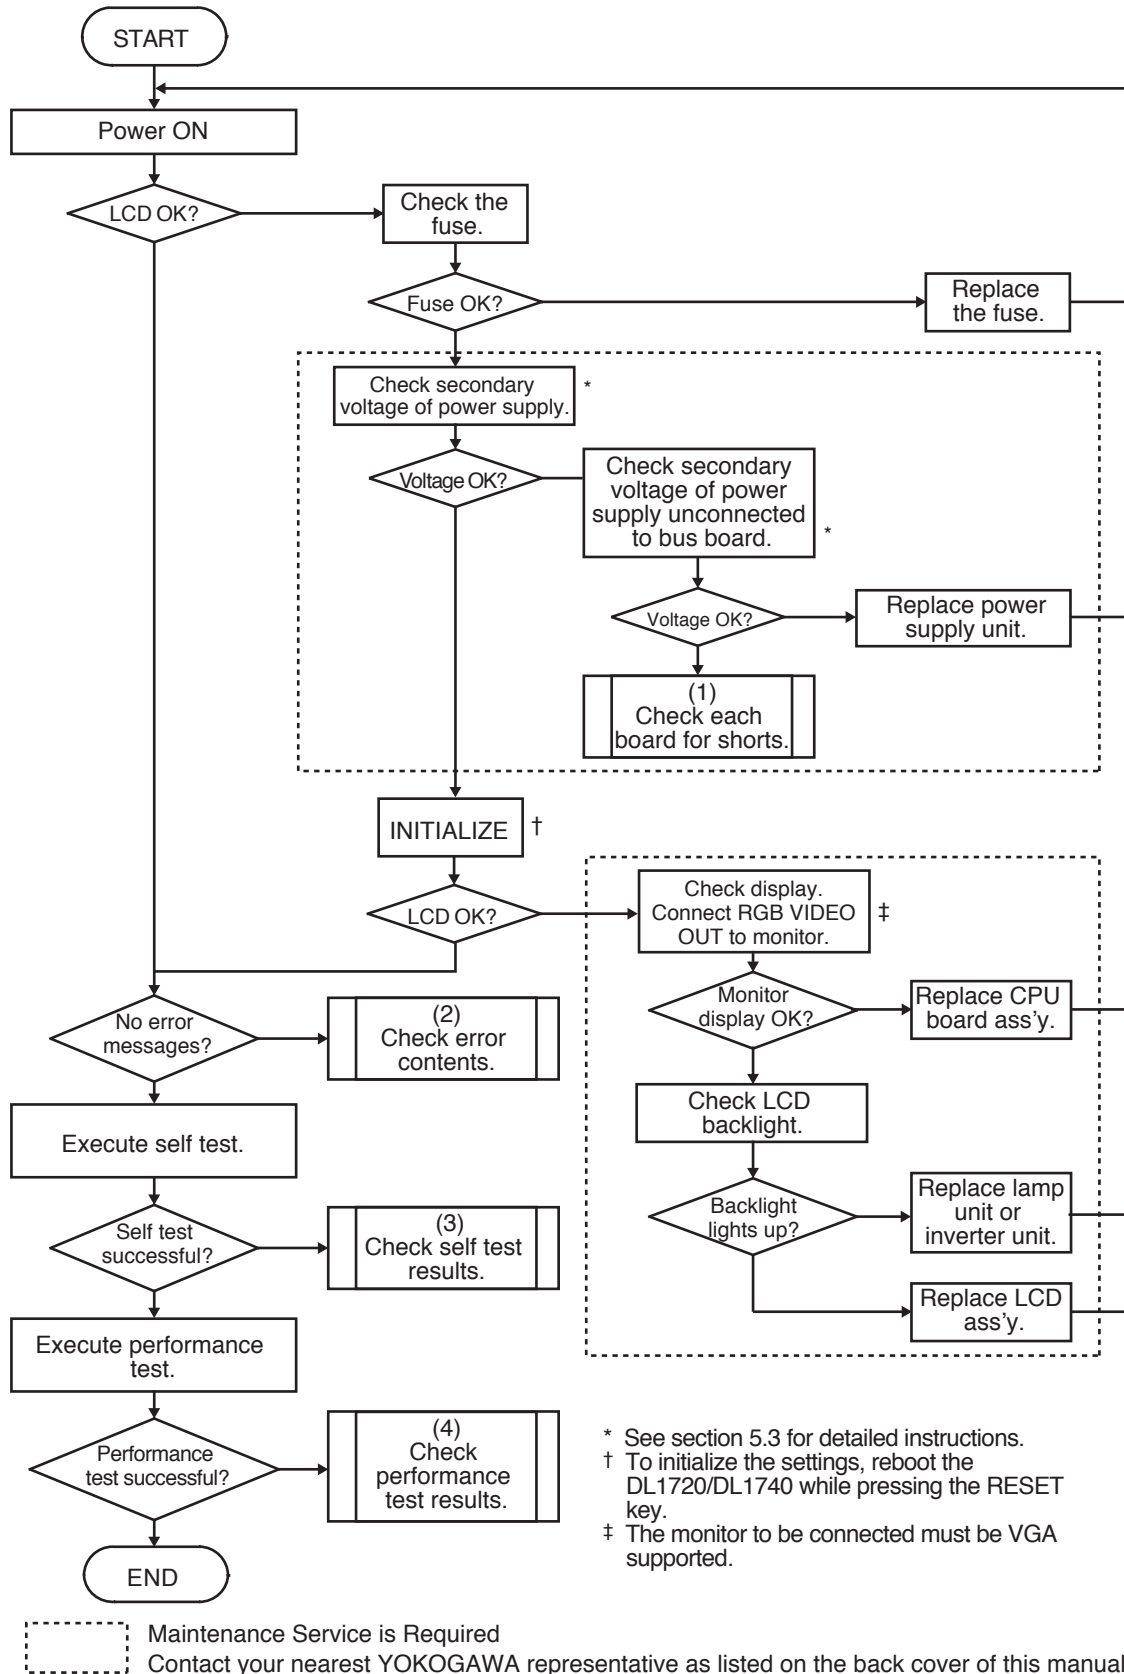 START
Power ON
LCD OK?
Check the
fuse.
Fuse OK?
Replace
the fuse.
Check secondary
voltage of power supply.
*
Voltage OK?
Check secondary
voltage of power
supply unconnected
to bus board.
*
Voltage OK?
Replace power
supply unit.
(1)
Check each
board for shorts.
INITIALIZE
†
LCD OK?
Check display.
Connect RGB VIDEO
OUT to monitor.
‡
Monitor
display OK?
Replace CPU
board ass'y.
No error
messages?
(2)
Check error
contents.
Check LCD
backlight.
Execute self test.
Backlight
lights up?
Replace lamp
unit or
inverter unit.
Self test
successful?
(3)
Check self test
results.
Replace LCD
ass'y.
Execute performance
test.
Performance
test successful?
(4)
Check
performance
test results.
* See section 5.3 for detailed instructions.
† To initialize the settings, reboot the
DL1720/DL1740 while pressing the RESET
key.
‡ The monitor to be connected must be VGA
supported.
END
Maintenance Service is Required
Contact your nearest YOKOGAWA representative as listed on the back cover of this manual